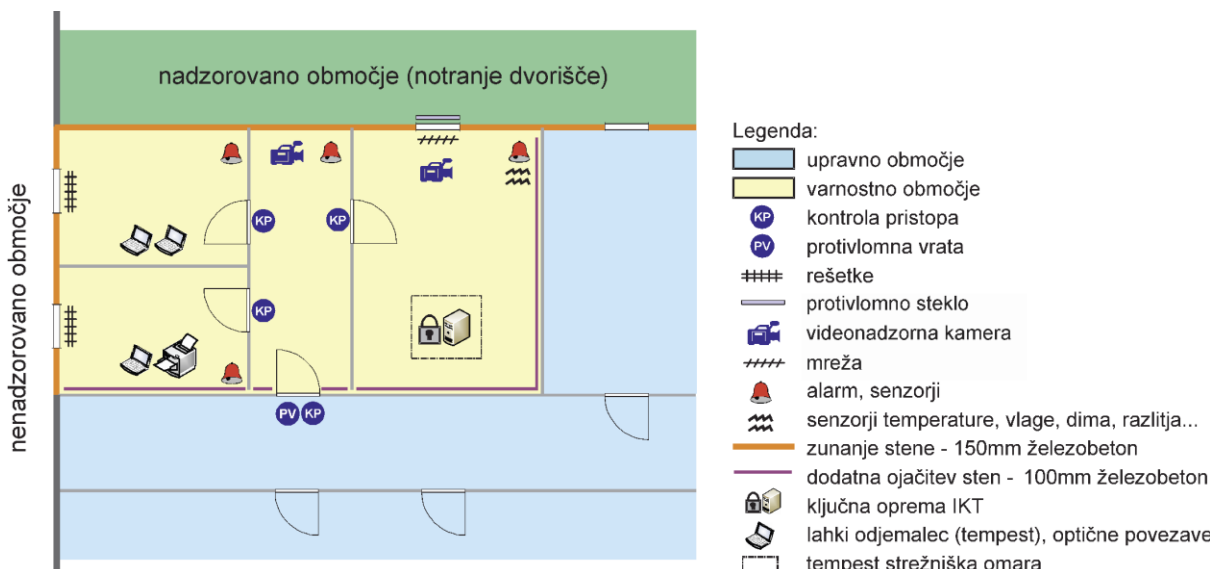 nadzorovano območje (notranje dvorišče)
nenadzorovano območje
KP
KP
KP
PV KP
Legenda:
upravno območje
varnostno območje
KP kontrola pristopa
PV protivlomna vrata
rešetke
protivlomno steklo
videonadzorna kamera
mreža
alarm, senzorji
senzorji temperature, vlage, dima, razlitja...
zunanje stene - 150mm železobeton
dodatna ojačitev sten - 100mm železobeton
ključna oprema IKT
lahki odjemalec (tempest), optične povezave
tempest strežniška omara